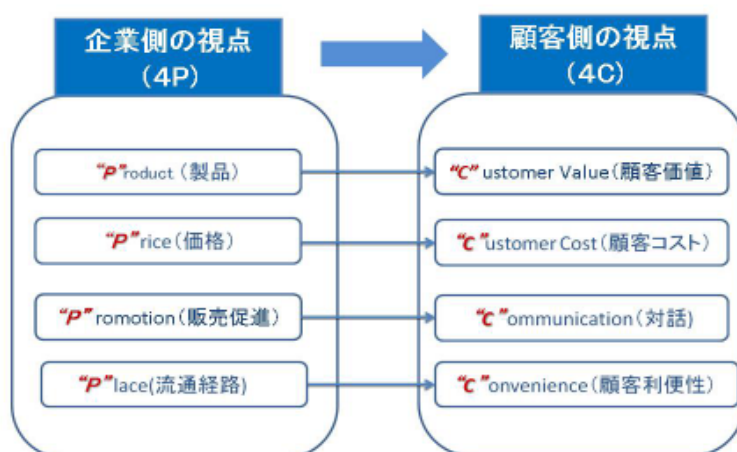 企業側の視点
(4P)
顧客側の視点
(4C)
“P”roduct（製品）
“C”ustomer Value（顧客価値）
“P”rice（価格）
“C”ustomer Cost（顧客コスト）
“P”romotion（販売促進）
“C”ommunication（対話）
“P”lace(流通経路)
“C”onvenience（顧客利便性）